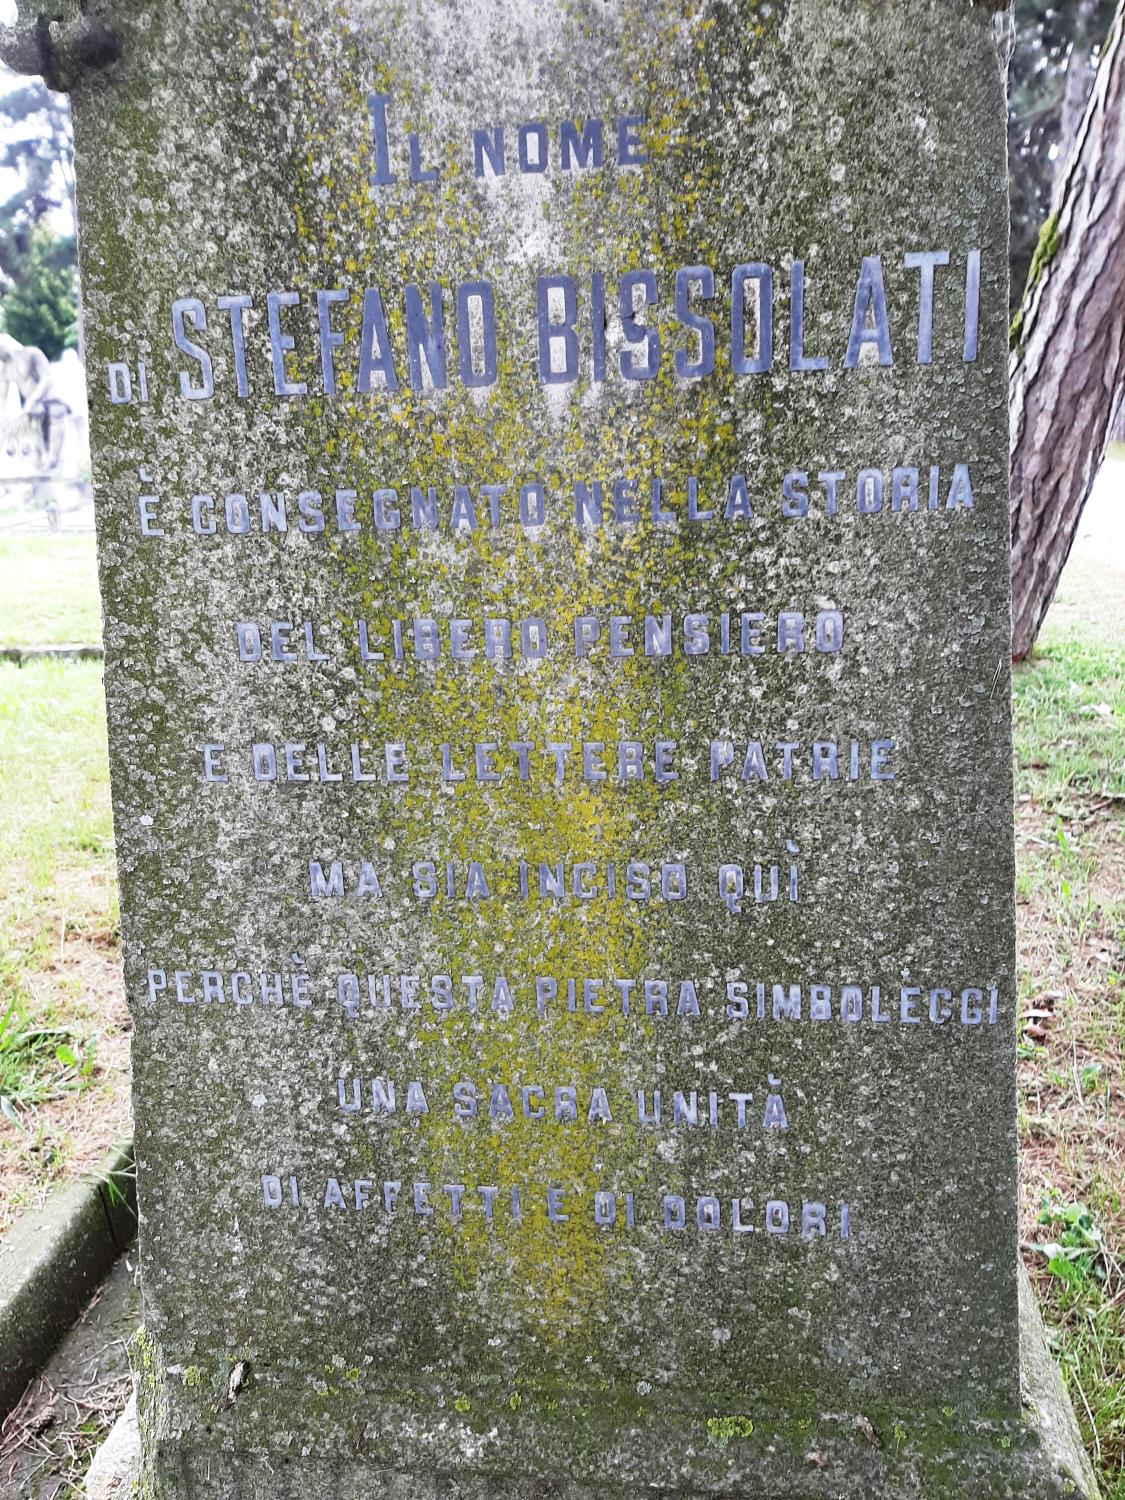 IL NOME
DI STEFANO BISSOLATI
È CONSEGNATO NELLA STORIA
DEL LIBERO PENSIERO
E DELLE LETTERE PATRIE
MA SIA INCISO QUÌ
PERCHÈ QUESTA PIETRA SIMBOLEGGI
UNA SACRA UNITÀ
DI AFFETTI E DI DOLORI